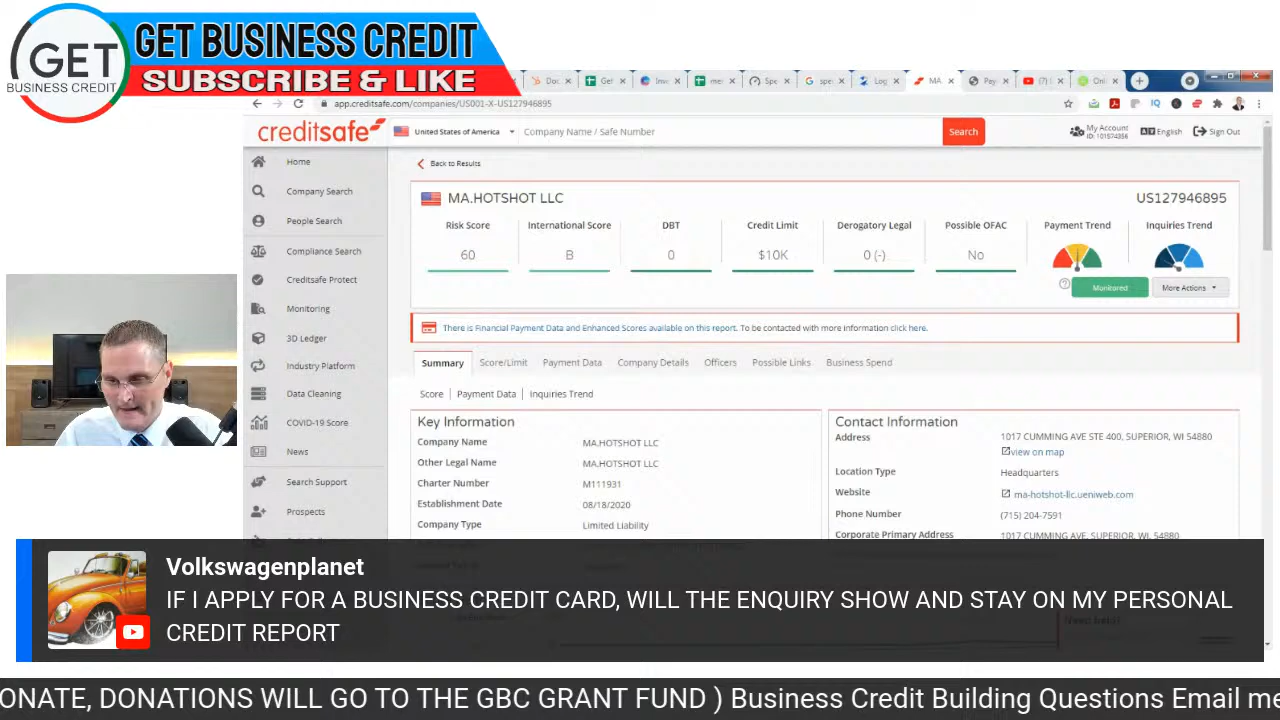 GET
BUSINESS CREDIT
GET BUSINESS CREDIT
SUBSCRIBE & LIKE
app.creditsafe.com/companies/US001-X-US127946895
creditsafe
United States of America
Company Name / Safe Number
Search
My Account
ID: 101574356
English
Sign Out
Home
Company Search
People Search
Compliance Search
Creditsafe Protect
Monitoring
3D Ledger
Industry Platform
Data Cleaning
COVID-19 Score
News
Search Support
Prospects
Back to Results
MA.HOTSHOT LLC
US127946895
Risk Score
International Score
DBT
Credit Limit
Derogatory Legal
Possible OFAC
Payment Trend
Inquiries Trend
60
B
0
$10K
0 (-)
No
Monitored
More Actions
There is Financial Payment Data and Enhanced Scores available on this report. To be contacted with more information click here.
Summary
Score/Limit
Payment Data
Company Details
Officers
Possible Links
Business Spend
Score | Payment Data | Inquiries Trend
Key Information
Company Name MA.HOTSHOT LLC
Other Legal Name MA.HOTSHOT LLC
Charter Number M111931
Establishment Date 08/18/2020
Company Type Limited Liability
Contact Information
Address 1017 CUMMING AVE STE 400, SUPERIOR, WI 54880
view on map
Location Type Headquarters
Website ma-hotshot-llc.ueniweb.com
Phone Number (715) 204-7591
Corporate Primary Address 1017 CUMMING AVE, SUPERIOR, WI, 54880
Volkswagenplanet
IF I APPLY FOR A BUSINESS CREDIT CARD, WILL THE ENQUIRY SHOW AND STAY ON MY PERSONAL
CREDIT REPORT
ONATE, DONATIONS WILL GO TO THE GBC GRANT FUND ) Business Credit Building Questions Email me